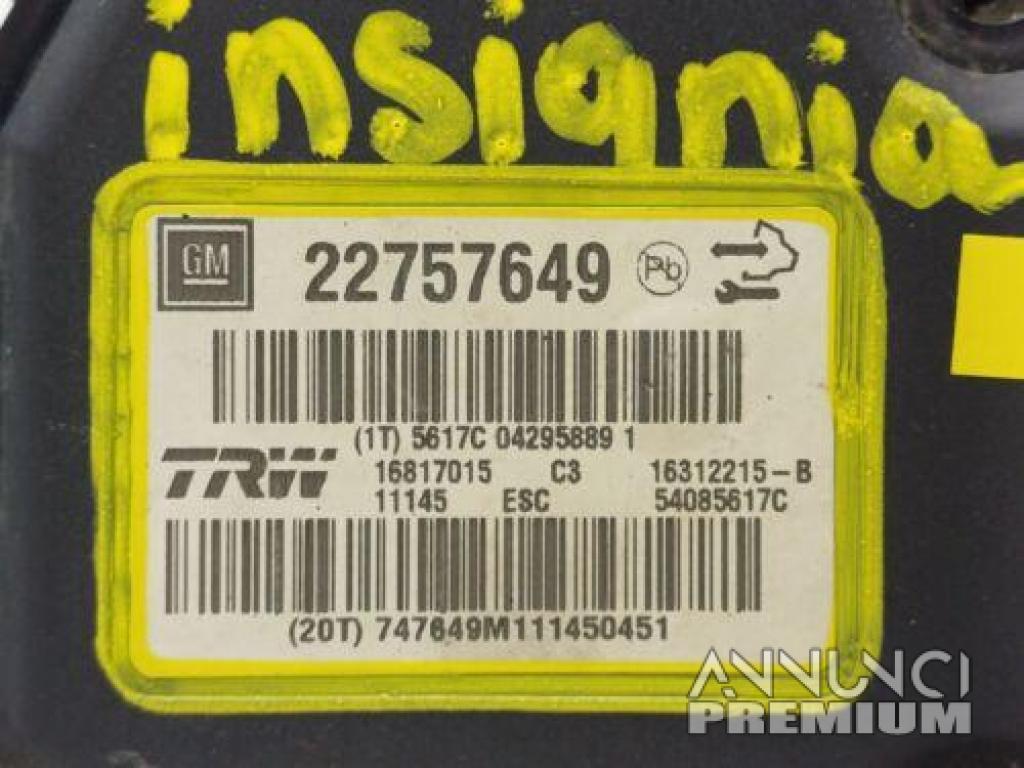 insignia
GM 22757649 Pb
(1T) 5617C 04295889 1
TRW 16817015 C3 16312215-B
11145 ESC 54085617C
(20T) 747649M111450451
ANNUNCI
PREMIUM